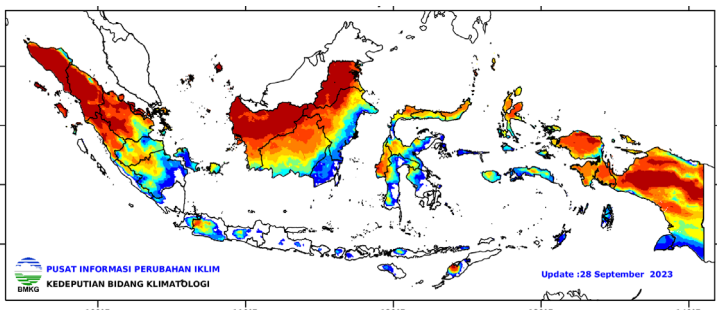 PUSAT INFORMASI PERUBAHAN IKLIM
KEDEPUTIAN BIDANG KLIMATOLOGI
BMKG
Update :28 September 2023